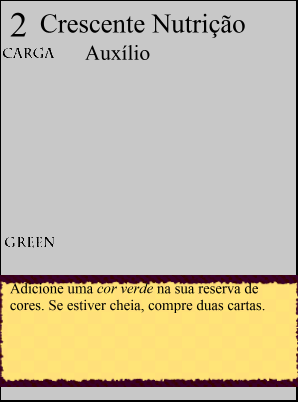 2 Crescente Nutrição
CARGA Auxílio
GREEN
Adicione uma cor verde na sua reserva de
cores. Se estiver cheia, compre duas cartas.